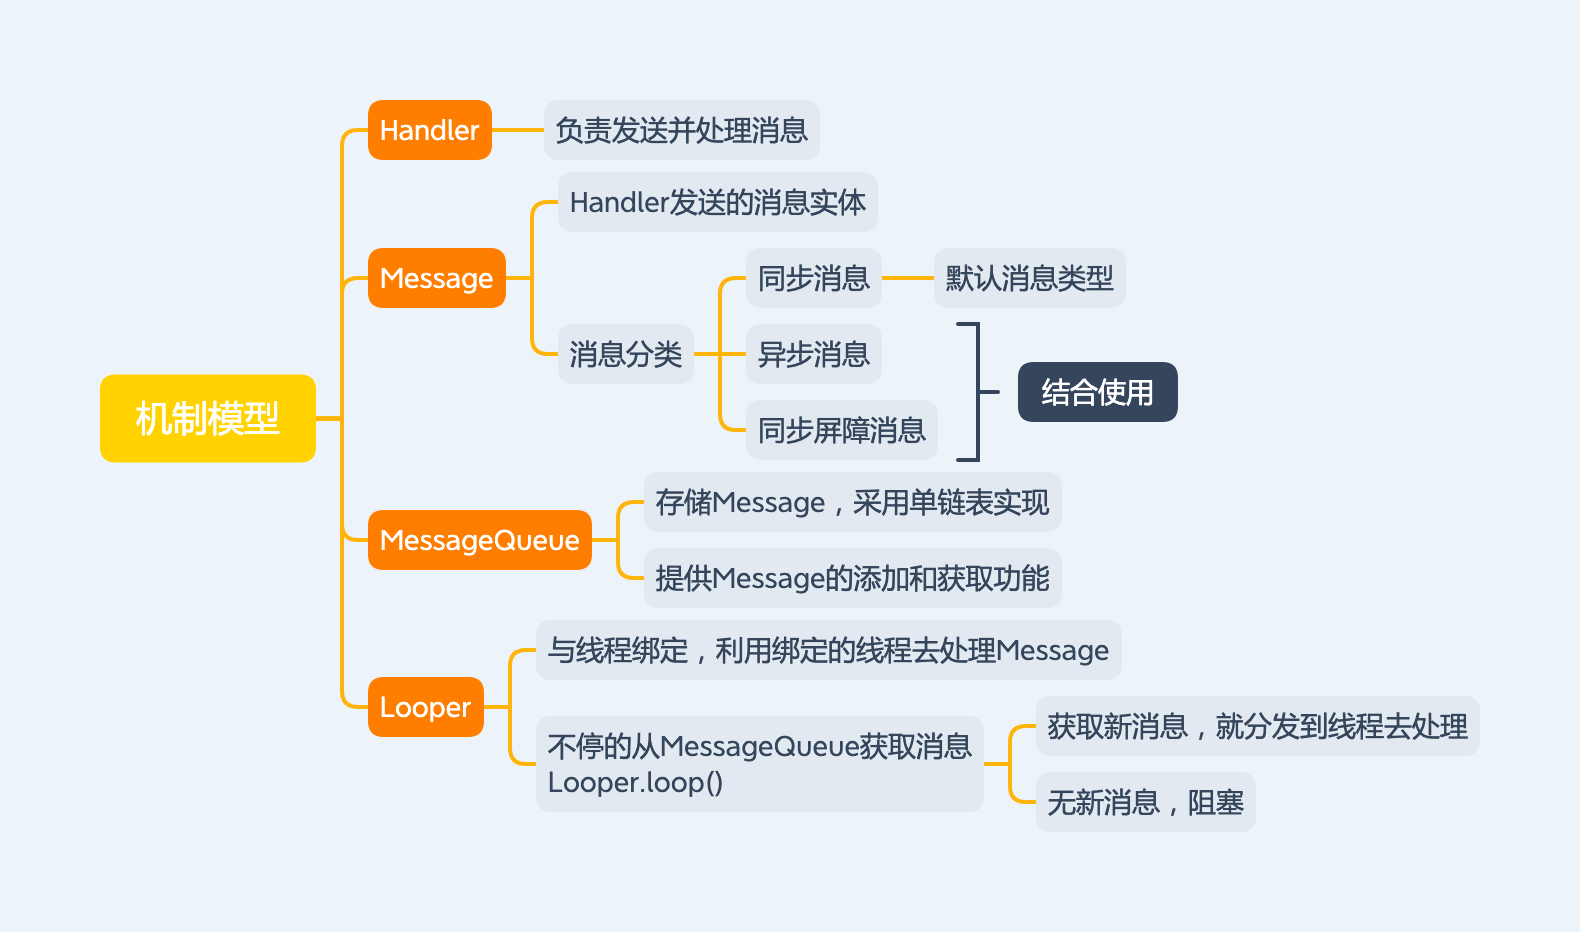 机制模型
Handler
负责发送并处理消息
Message
Handler发送的消息实体
消息分类
同步消息
默认消息类型
异步消息
同步屏障消息
结合使用
MessageQueue
存储Message，采用单链表实现
提供Message的添加和获取功能
Looper
与线程绑定，利用绑定的线程去处理Message
不停的从MessageQueue获取消息
Looper.loop()
获取新消息，就分发到线程去处理
无新消息，阻塞